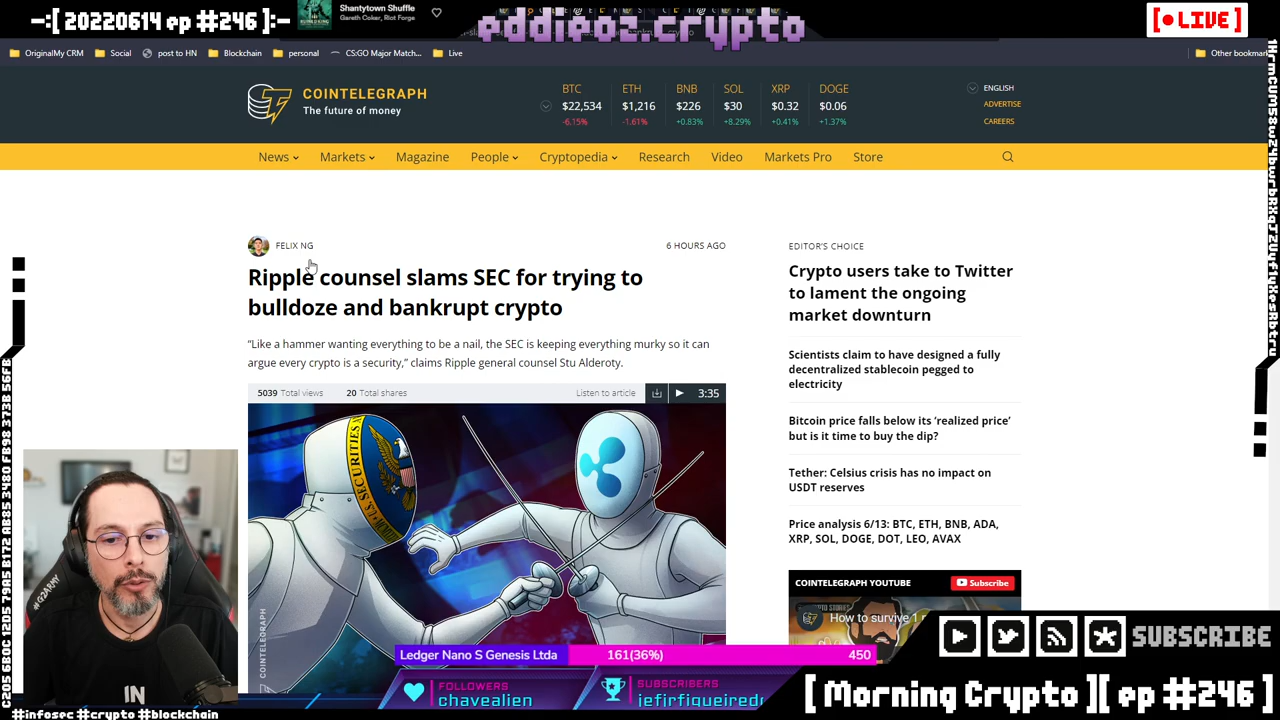 -:[ 20220614 ep #246 ]:-
Shantytown Shuffle
Gareth Coker, Riot Forge
eddieoz.crypto
[ LIVE ]
OriginalMy CRM
Social
post to HN
Blockchain
personal
CS:GO Major Match...
Live
Other bookmar
COINTELEGRAPH
The future of money
BTC ETH BNB SOL XRP DOGE
$22,534 $1,216 $226 $30 $0.32 $0.06
-6.15% -1.61% +0.83% +8.29% +0.41% +1.37%
ENGLISH
ADVERTISE
CAREERS
News Markets Magazine People Cryptopedia Research Video Markets Pro Store
FELIX NG
6 HOURS AGO
Ripple counsel slams SEC for trying to
bulldoze and bankrupt crypto
“Like a hammer wanting everything to be a nail, the SEC is keeping everything murky so it can
argue every crypto is a security,” claims Ripple general counsel Stu Alderoty.
5039 Total views 20 Total shares Listen to article 3:35
U.S. SECURITIES
COINTELEGRAPH
EDITOR'S CHOICE
Crypto users take to Twitter
to lament the ongoing
market downturn
Scientists claim to have designed a fully
decentralized stablecoin pegged to
electricity
Bitcoin price falls below its ‘realized price’
but is it time to buy the dip?
Tether: Celsius crisis has no impact on
USDT reserves
Price analysis 6/13: BTC, ETH, BNB, ADA,
XRP, SOL, DOGE, DOT, LEO, AVAX
COINTELEGRAPH YOUTUBE
Subscribe
How to survive
#G2ARMY
IN
Ledger Nano S Genesis Ltda 161(36%) 450
FOLLOWERS
chavealien
SUBSCRIBERS
jefjrfigueired
SUBSCRIBE
[ Morning Crypto ][ ep #246 ]
#infosec #crypto #blockchain